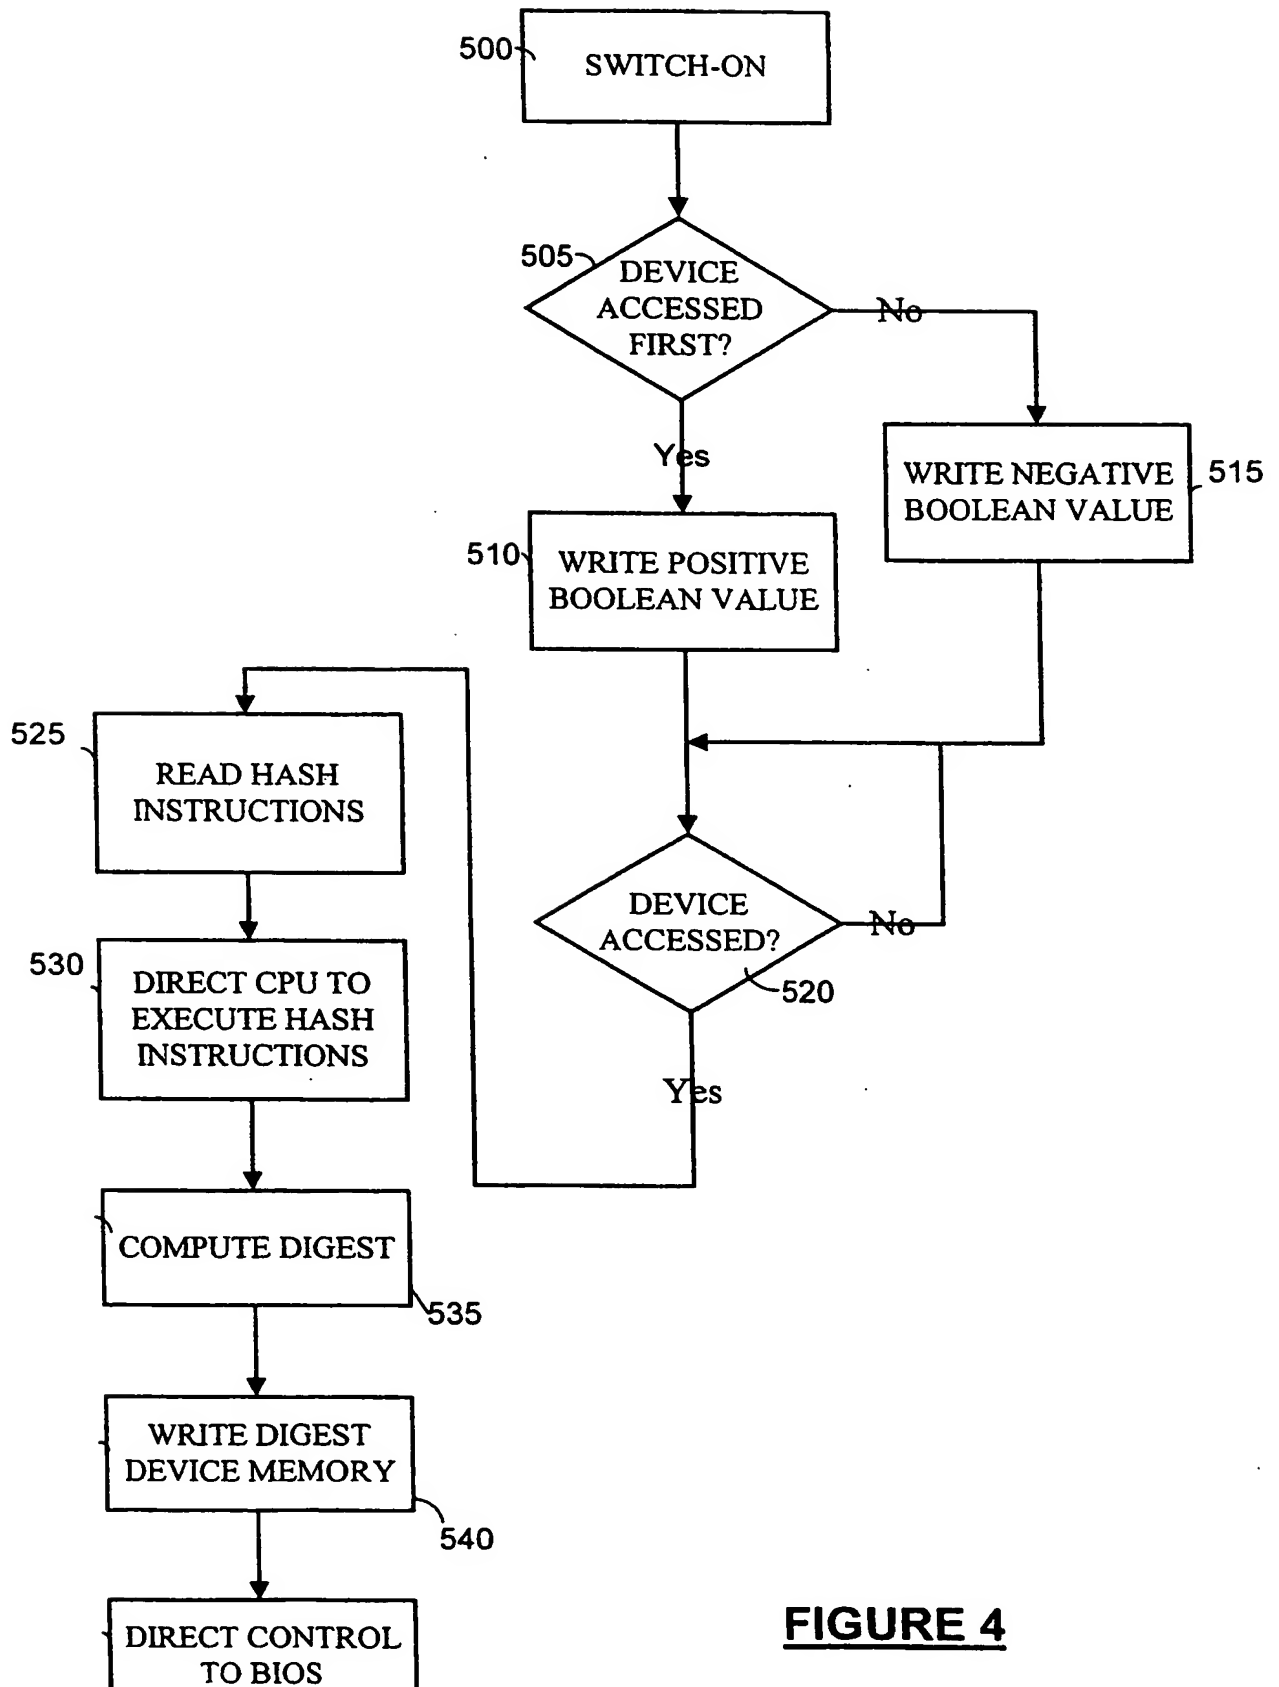 500
SWITCH-ON
505
DEVICE
ACCESSED
FIRST?
No
Yes
WRITE NEGATIVE
BOOLEAN VALUE
515
510
WRITE POSITIVE
BOOLEAN VALUE
525
READ HASH
INSTRUCTIONS
DEVICE
ACCESSED?
No
520
530
DIRECT CPU TO
EXECUTE HASH
INSTRUCTIONS
Yes
COMPUTE DIGEST
535
WRITE DIGEST
DEVICE MEMORY
540
DIRECT CONTROL
TO BIOS
FIGURE 4